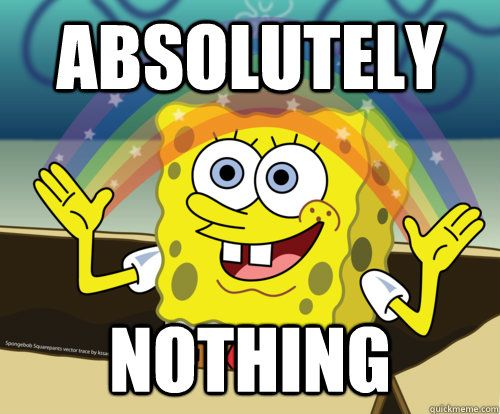 ABSOLUTELY
Spongebob Squarepants vector trace by
NOTHING
quickmeme.com